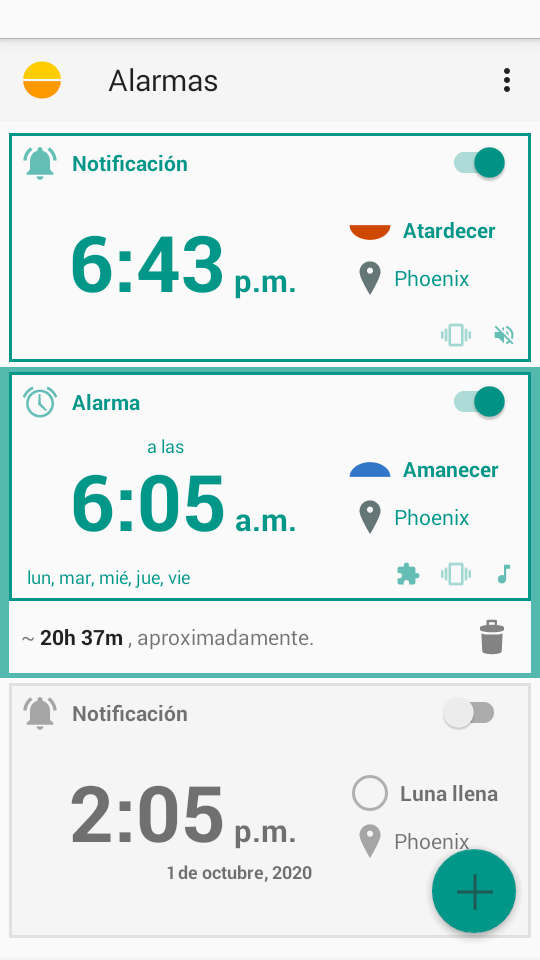 Alarmas
Notificación
6:43 p.m.
Atardecer
Phoenix
Alarma
a las
6:05 a.m.
Amanecer
Phoenix
lun, mar, mié, jue, vie
~ 20h 37m , aproximadamente.
Notificación
2:05 p.m.
Luna llena
Phoenix
1 de octubre, 2020